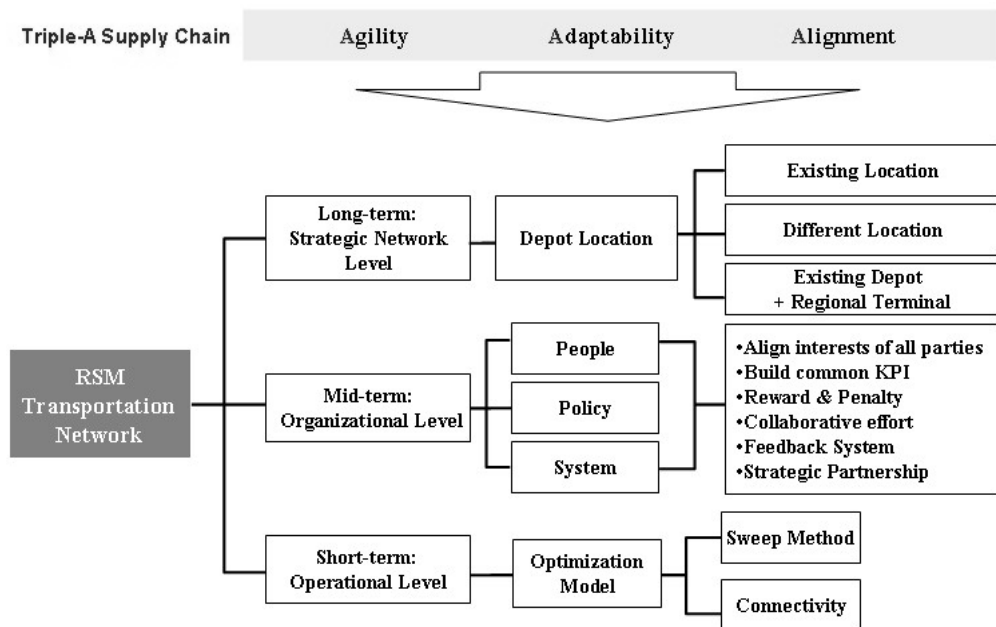 Triple-A Supply Chain
Agility
Adaptability
Alignment
Existing Location
Long-term:
Strategic Network
Level
Depot Location
Different Location
Existing Depot
+ Regional Terminal
RSM
Transportation
Network
Mid-term:
Organizational Level
People
Policy
System
•Align interests of all parties
•Build common KPI
•Reward & Penalty
•Collaborative effort
•Feedback System
•Strategic Partnership
Short-term:
Operational Level
Optimization
Model
Sweep Method
Connectivity